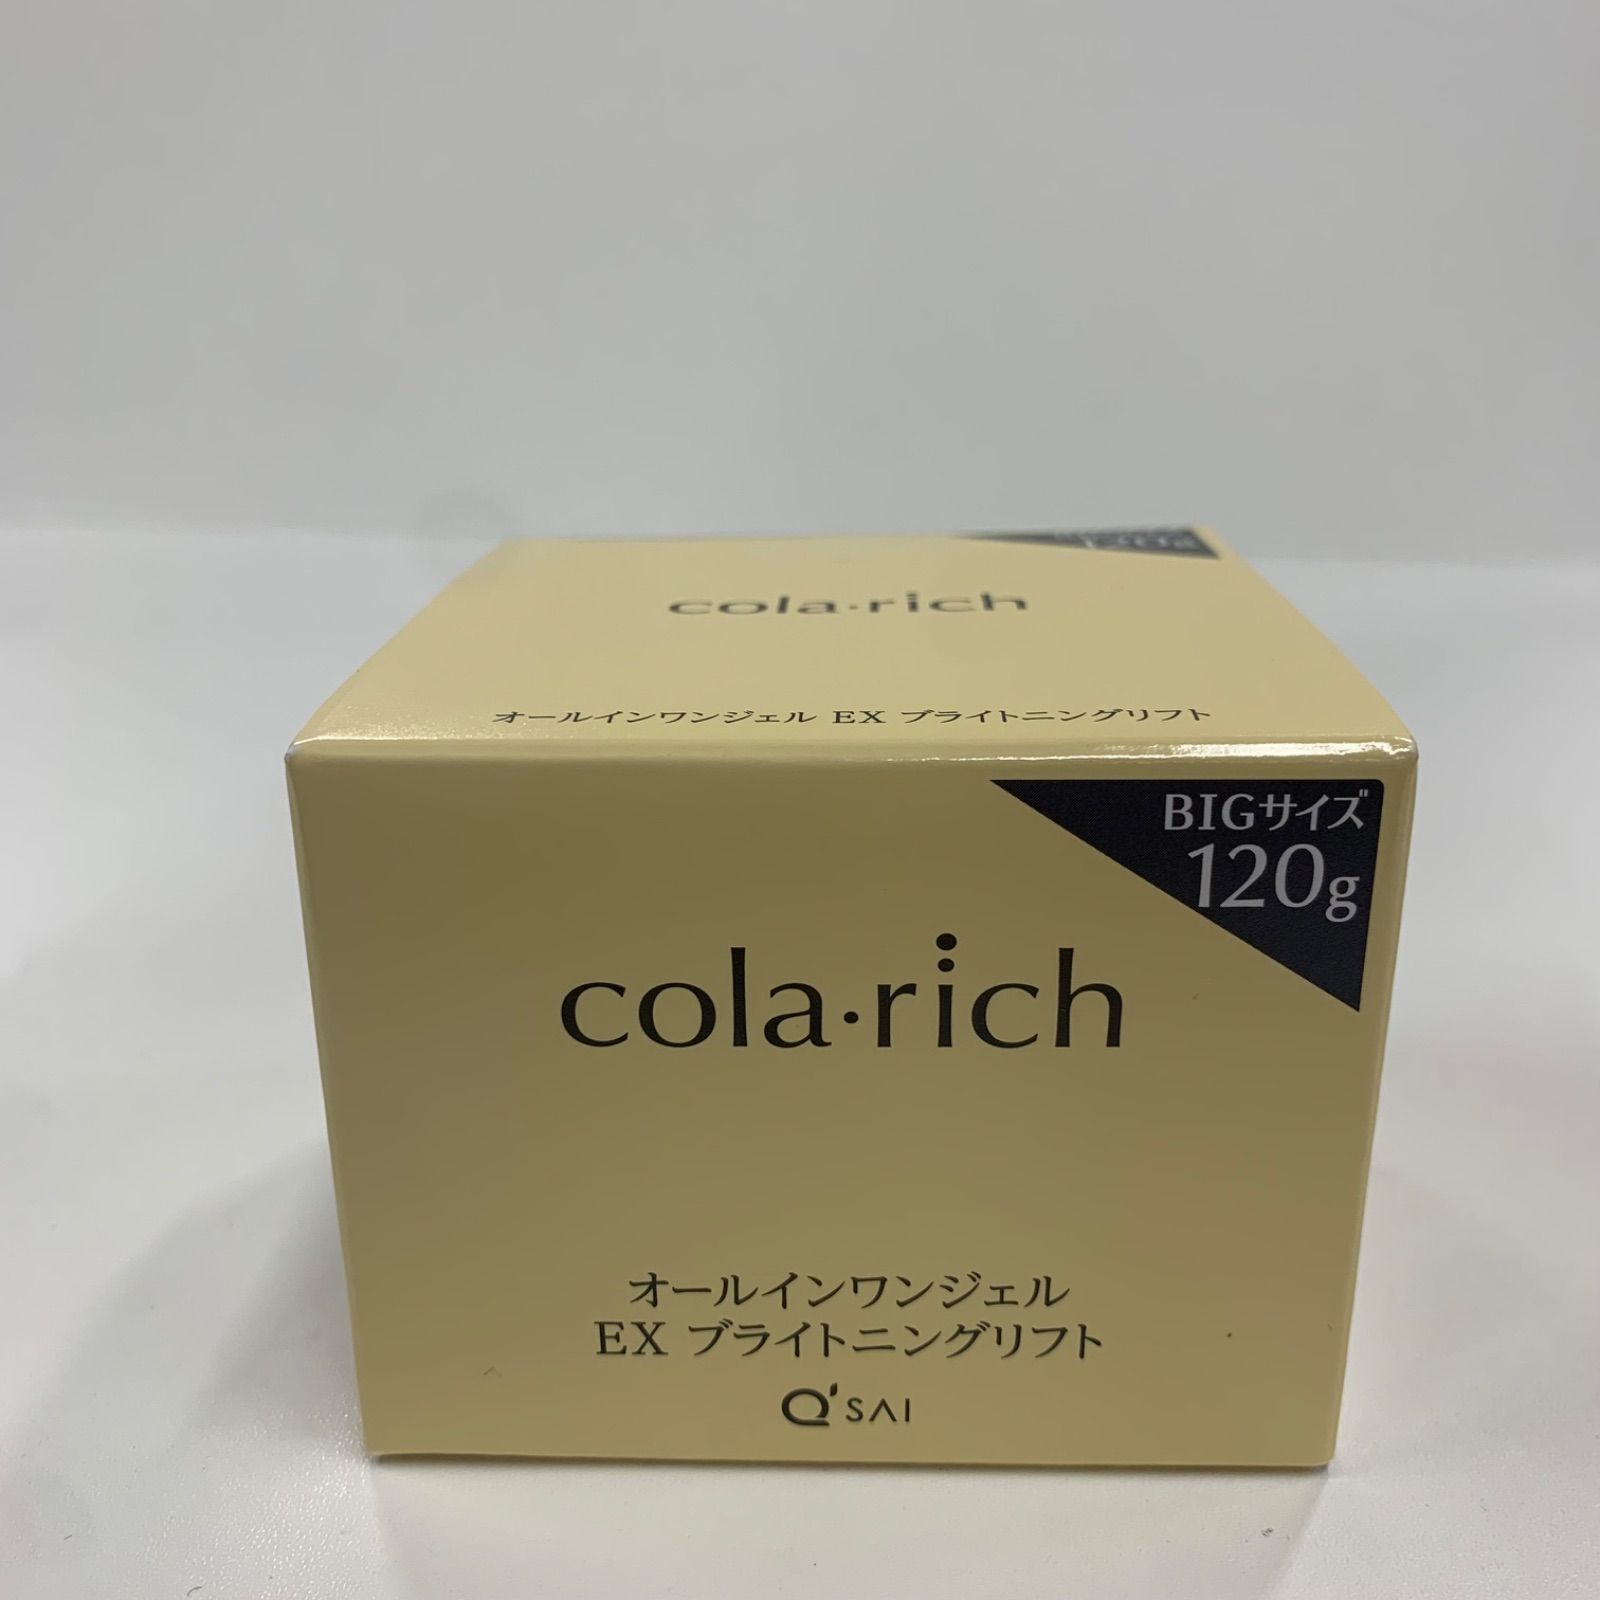 cola・rich
オールインワンジェル EX ブライトニングリフト
BIGサイズ
120g
cola・rich
オールインワンジェル
EX ブライトニングリフト
Q'SAI